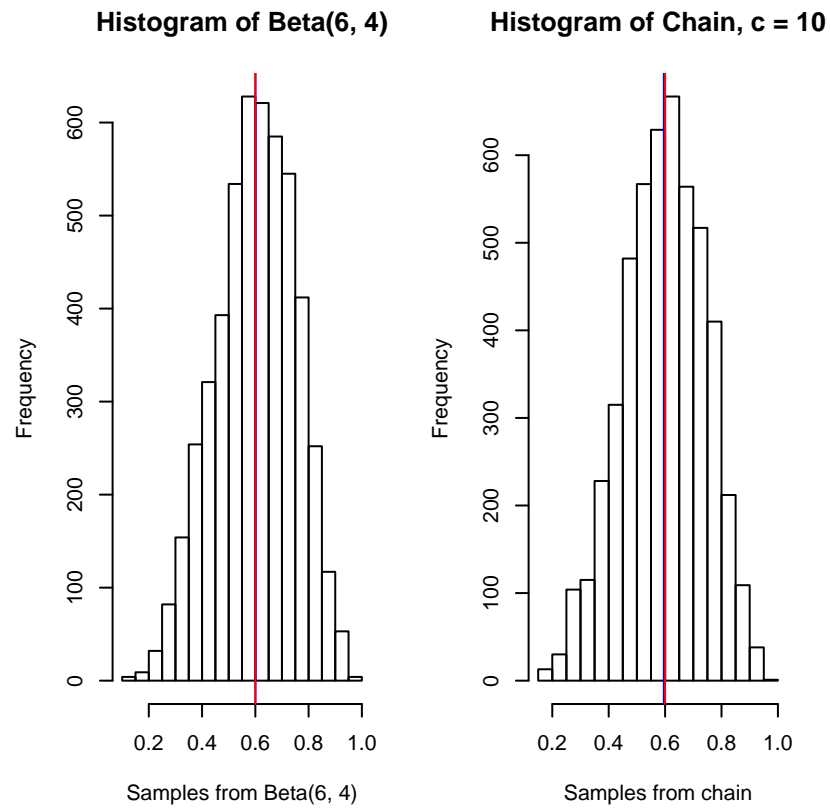 Histogram of Beta(6, 4)
Frequency
600
500
400
300
200
100
0
0.2 0.4 0.6 0.8 1.0
Samples from Beta(6, 4)
Histogram of Chain, c = 10
Frequency
600
500
400
300
200
100
0
0.2 0.4 0.6 0.8 1.0
Samples from chain